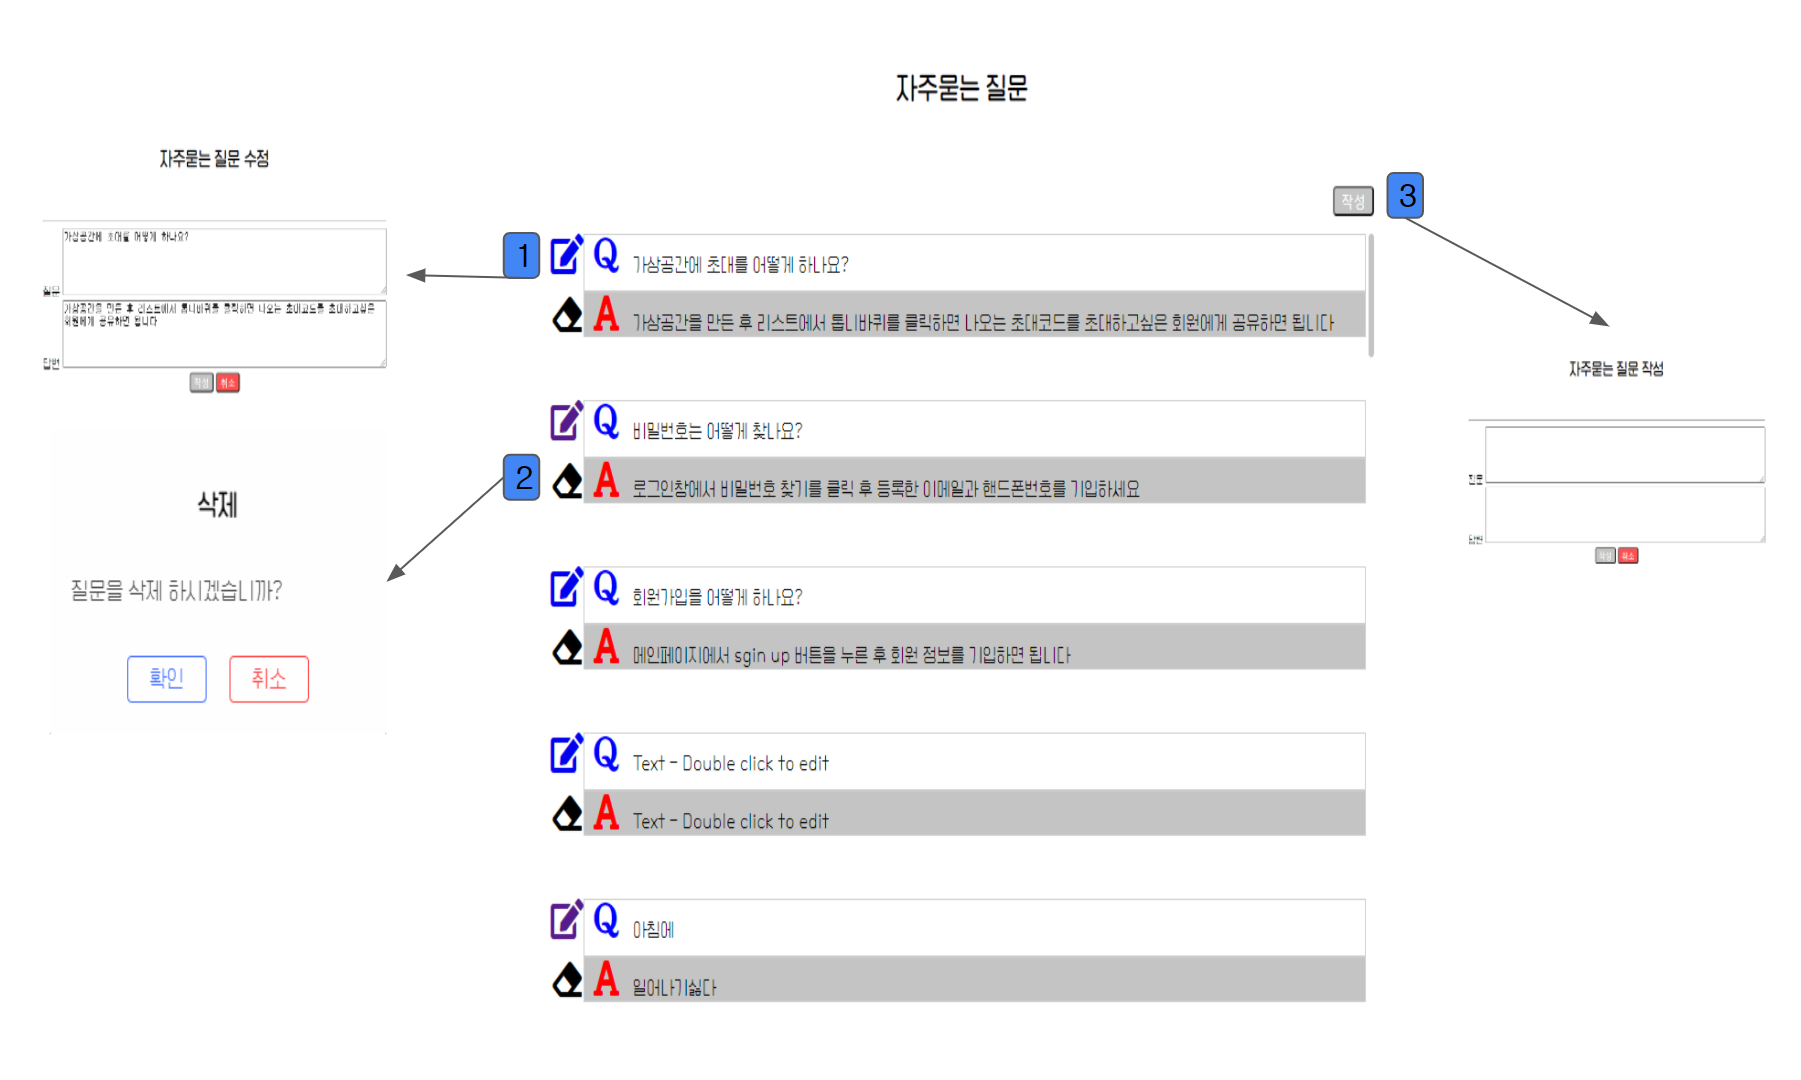 자주묻는 질문
자주묻는 질문 수정
가상공간에 초대를 어떻게 하나요?
질문
가상공간을 만든 후 리스트에서 톱니바퀴를 클릭하면 나오는 초대코드를 초대하고싶은
회원에게 공유하면 됩니다
답변
작성 취소
삭제
질문을 삭제 하시겠습니까?
확인 취소
작성
3
1
Q 가상공간에 초대를 어떻게 하나요?
A 가상공간을 만든 후 리스트에서 톱니바퀴를 클릭하면 나오는 초대코드를 초대하고싶은 회원에게 공유하면 됩니다
Q 비밀번호는 어떻게 찾나요?
2
A 로그인창에서 비밀번호 찾기를 클릭 후 등록한 이메일과 핸드폰번호를 기입하세요
Q 회원가입을 어떻게 하나요?
A 메인페이지에서 sgin up 버튼을 누른 후 회원 정보를 기입하면 됩니다
Q Text - Double click to edit
A Text - Double click to edit
Q 아침에
A 일어나기싫다
자주묻는 질문 작성
질문
답변
작성 취소